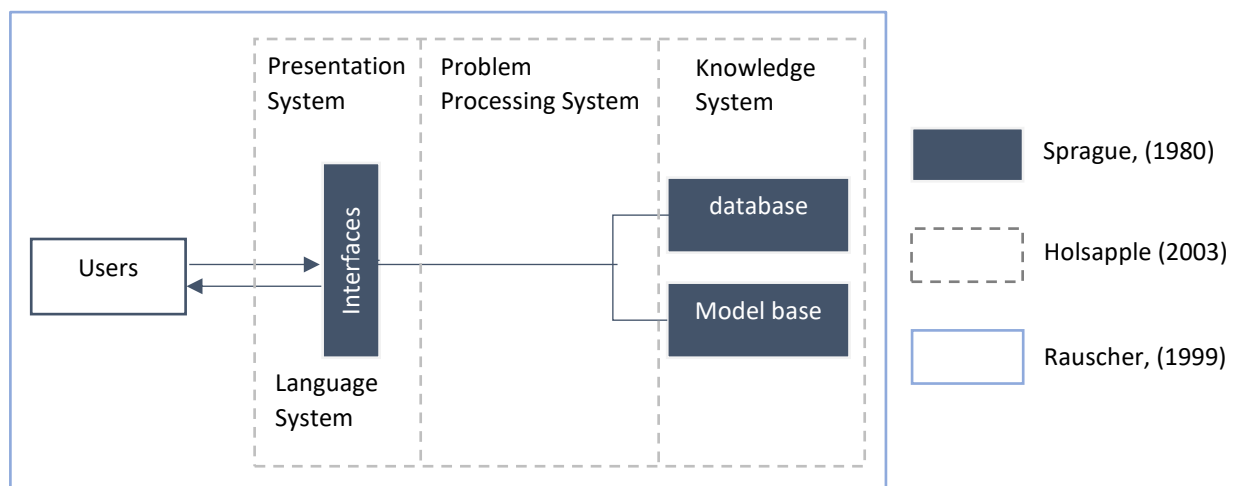 Presentation
System
Problem
Processing System
Knowledge
System
Users
Interfaces
database
Model base
Language
System
Sprague, (1980)
Holsapple (2003)
Rauscher, (1999)